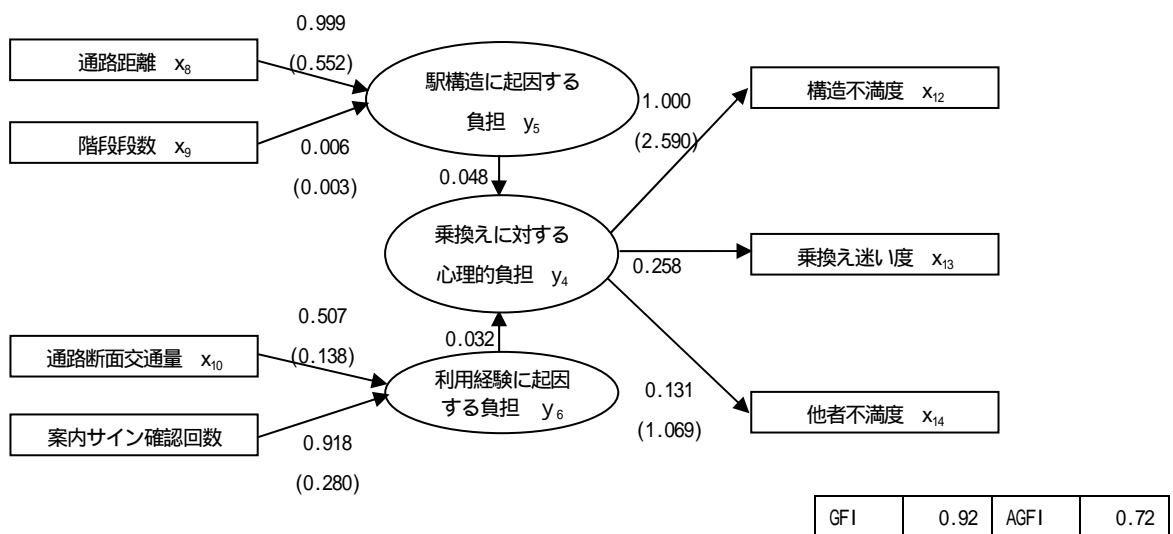 0.999
(0.552)
通路距離 x8
階段段数 x9
0.006
(0.003)
駅構造に起因する
負担 y5
0.048
1.000
(2.590)
構造不満度 x12
乗換えに対する
心理的負担 y4
0.258
乗換え迷い度 x13
0.507
(0.138)
通路断面交通量 x10
案内サイン確認回数
0.918
(0.280)
0.032
利用経験に起因
する負担 y6
0.131
(1.069)
他者不満度 x14
GFI 0.92 AGFI 0.72